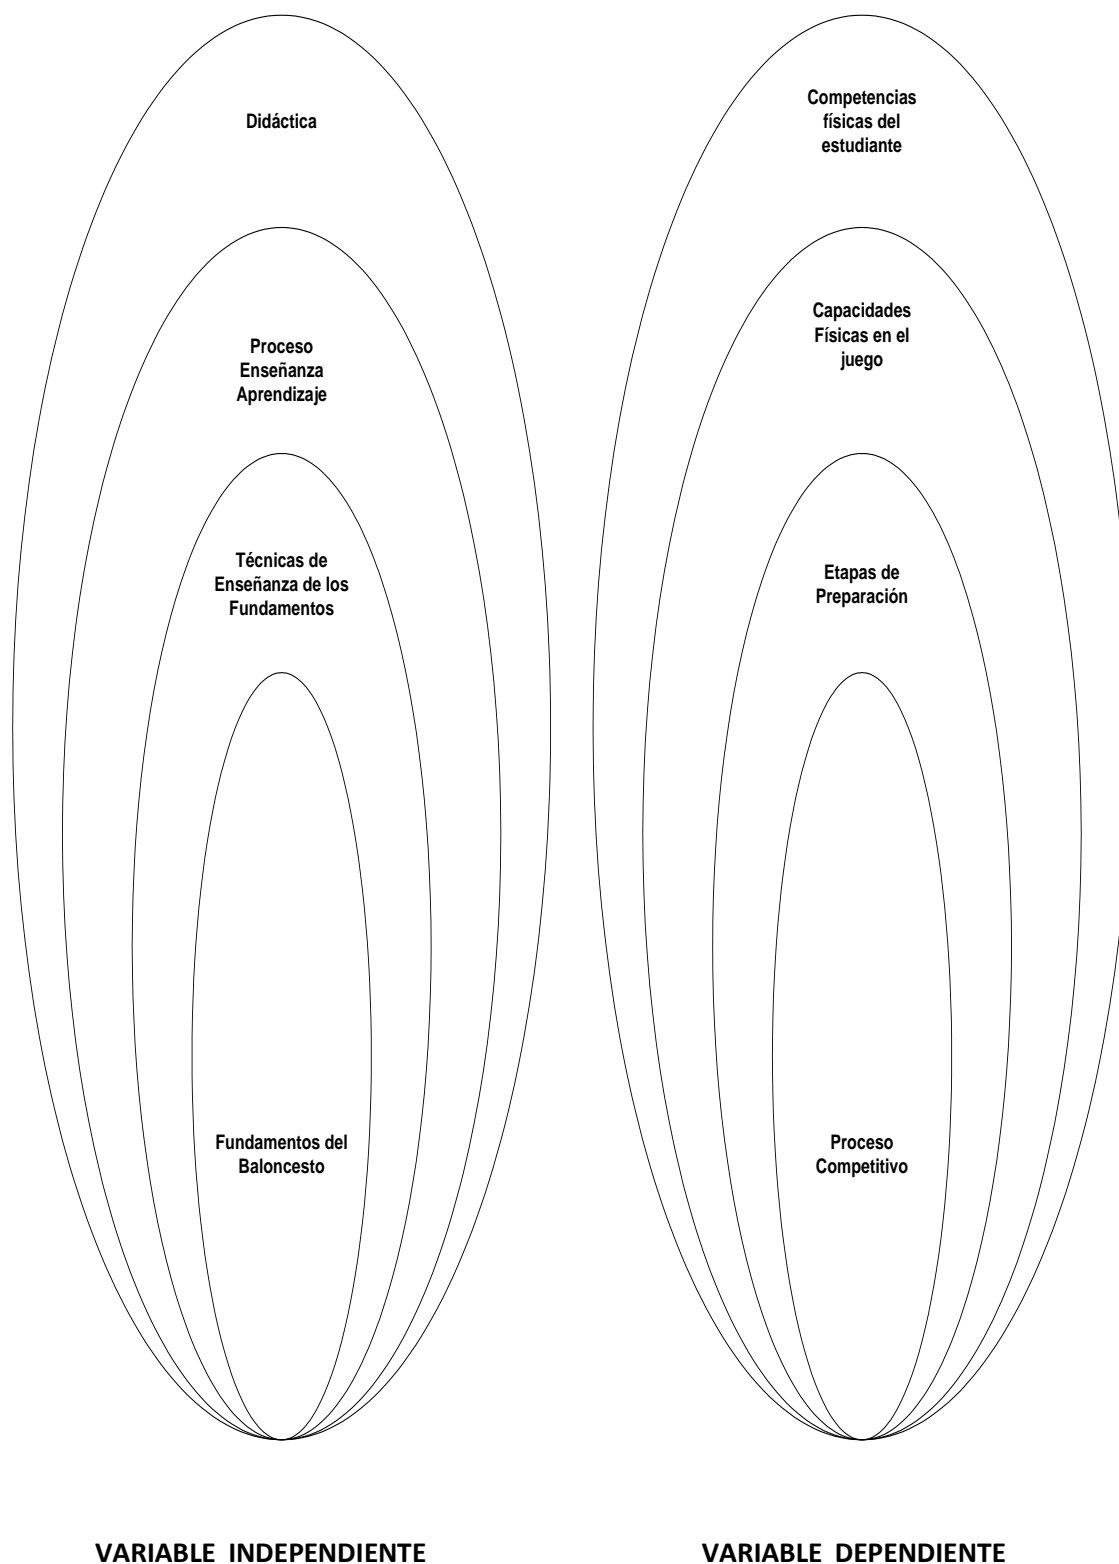 Didáctica
Proceso
Enseñanza
Aprendizaje
Técnicas de
Enseñanza de los
Fundamentos
Fundamentos del
Baloncesto
VARIABLE INDEPENDIENTE
Competencias
físicas del
estudiante
Capacidades
Físicas en el
juego
Etapas de
Preparación
Proceso
Competitivo
VARIABLE DEPENDIENTE